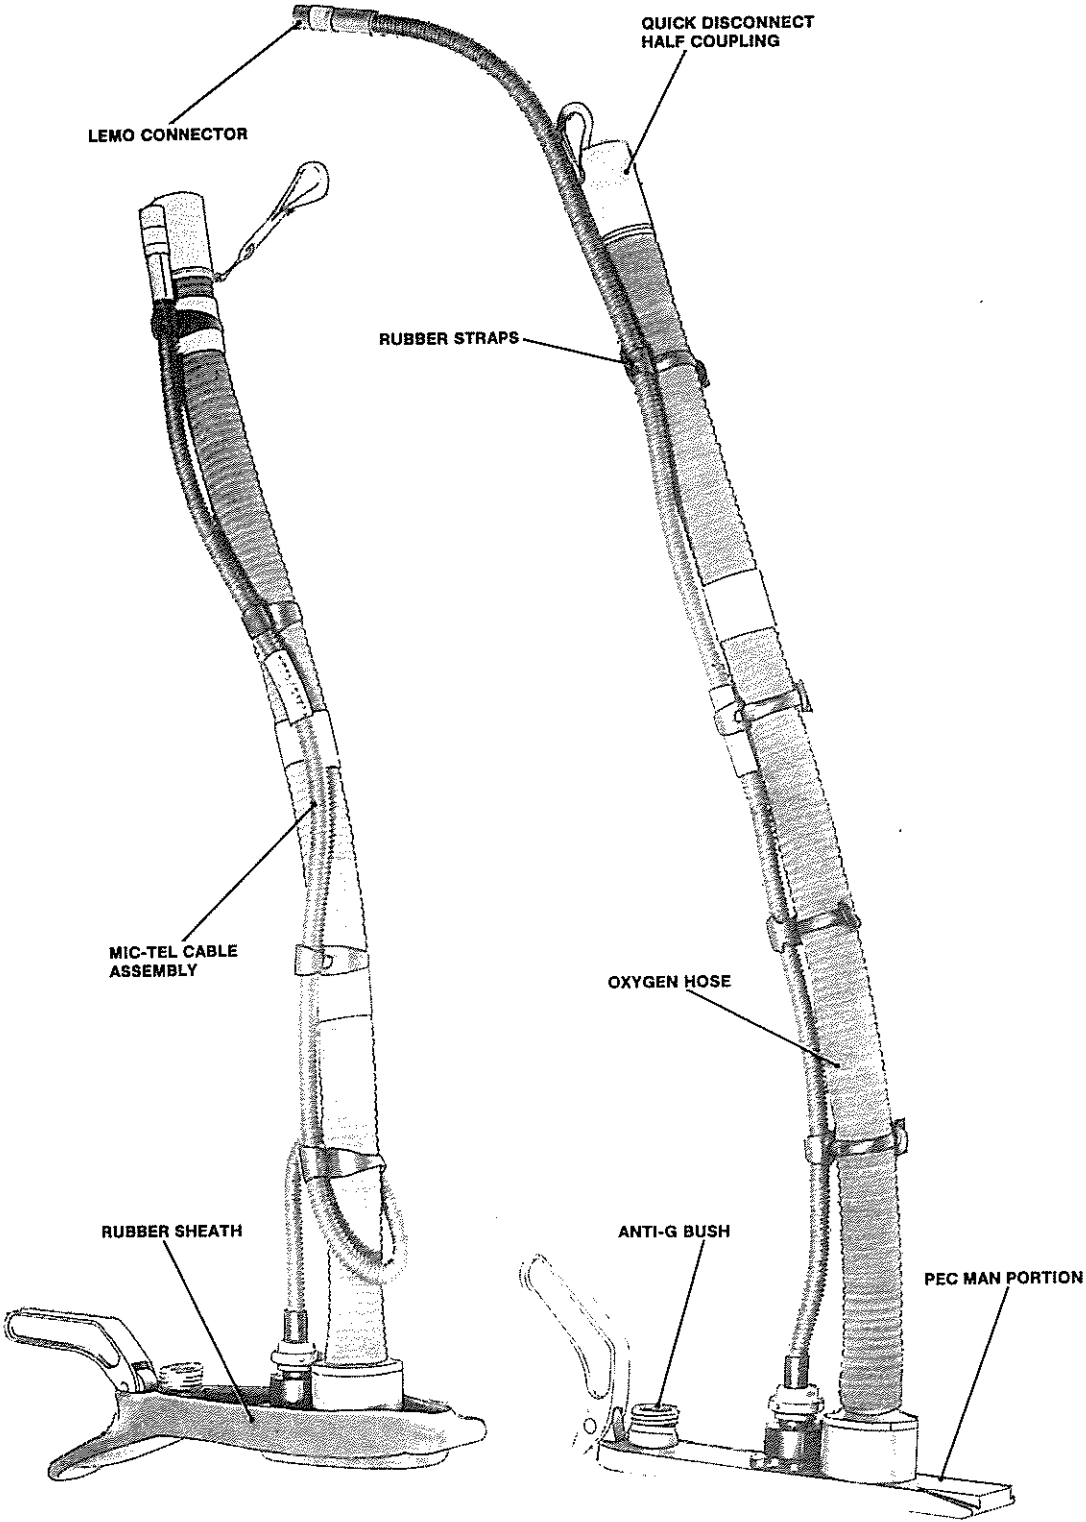 QUICK DISCONNECT
HALF COUPLING
LEMO CONNECTOR
RUBBER STRAPS
MIC-TEL CABLE
ASSEMBLY
OXYGEN HOSE
RUBBER SHEATH
ANTI-G BUSH
PEC MAN PORTION